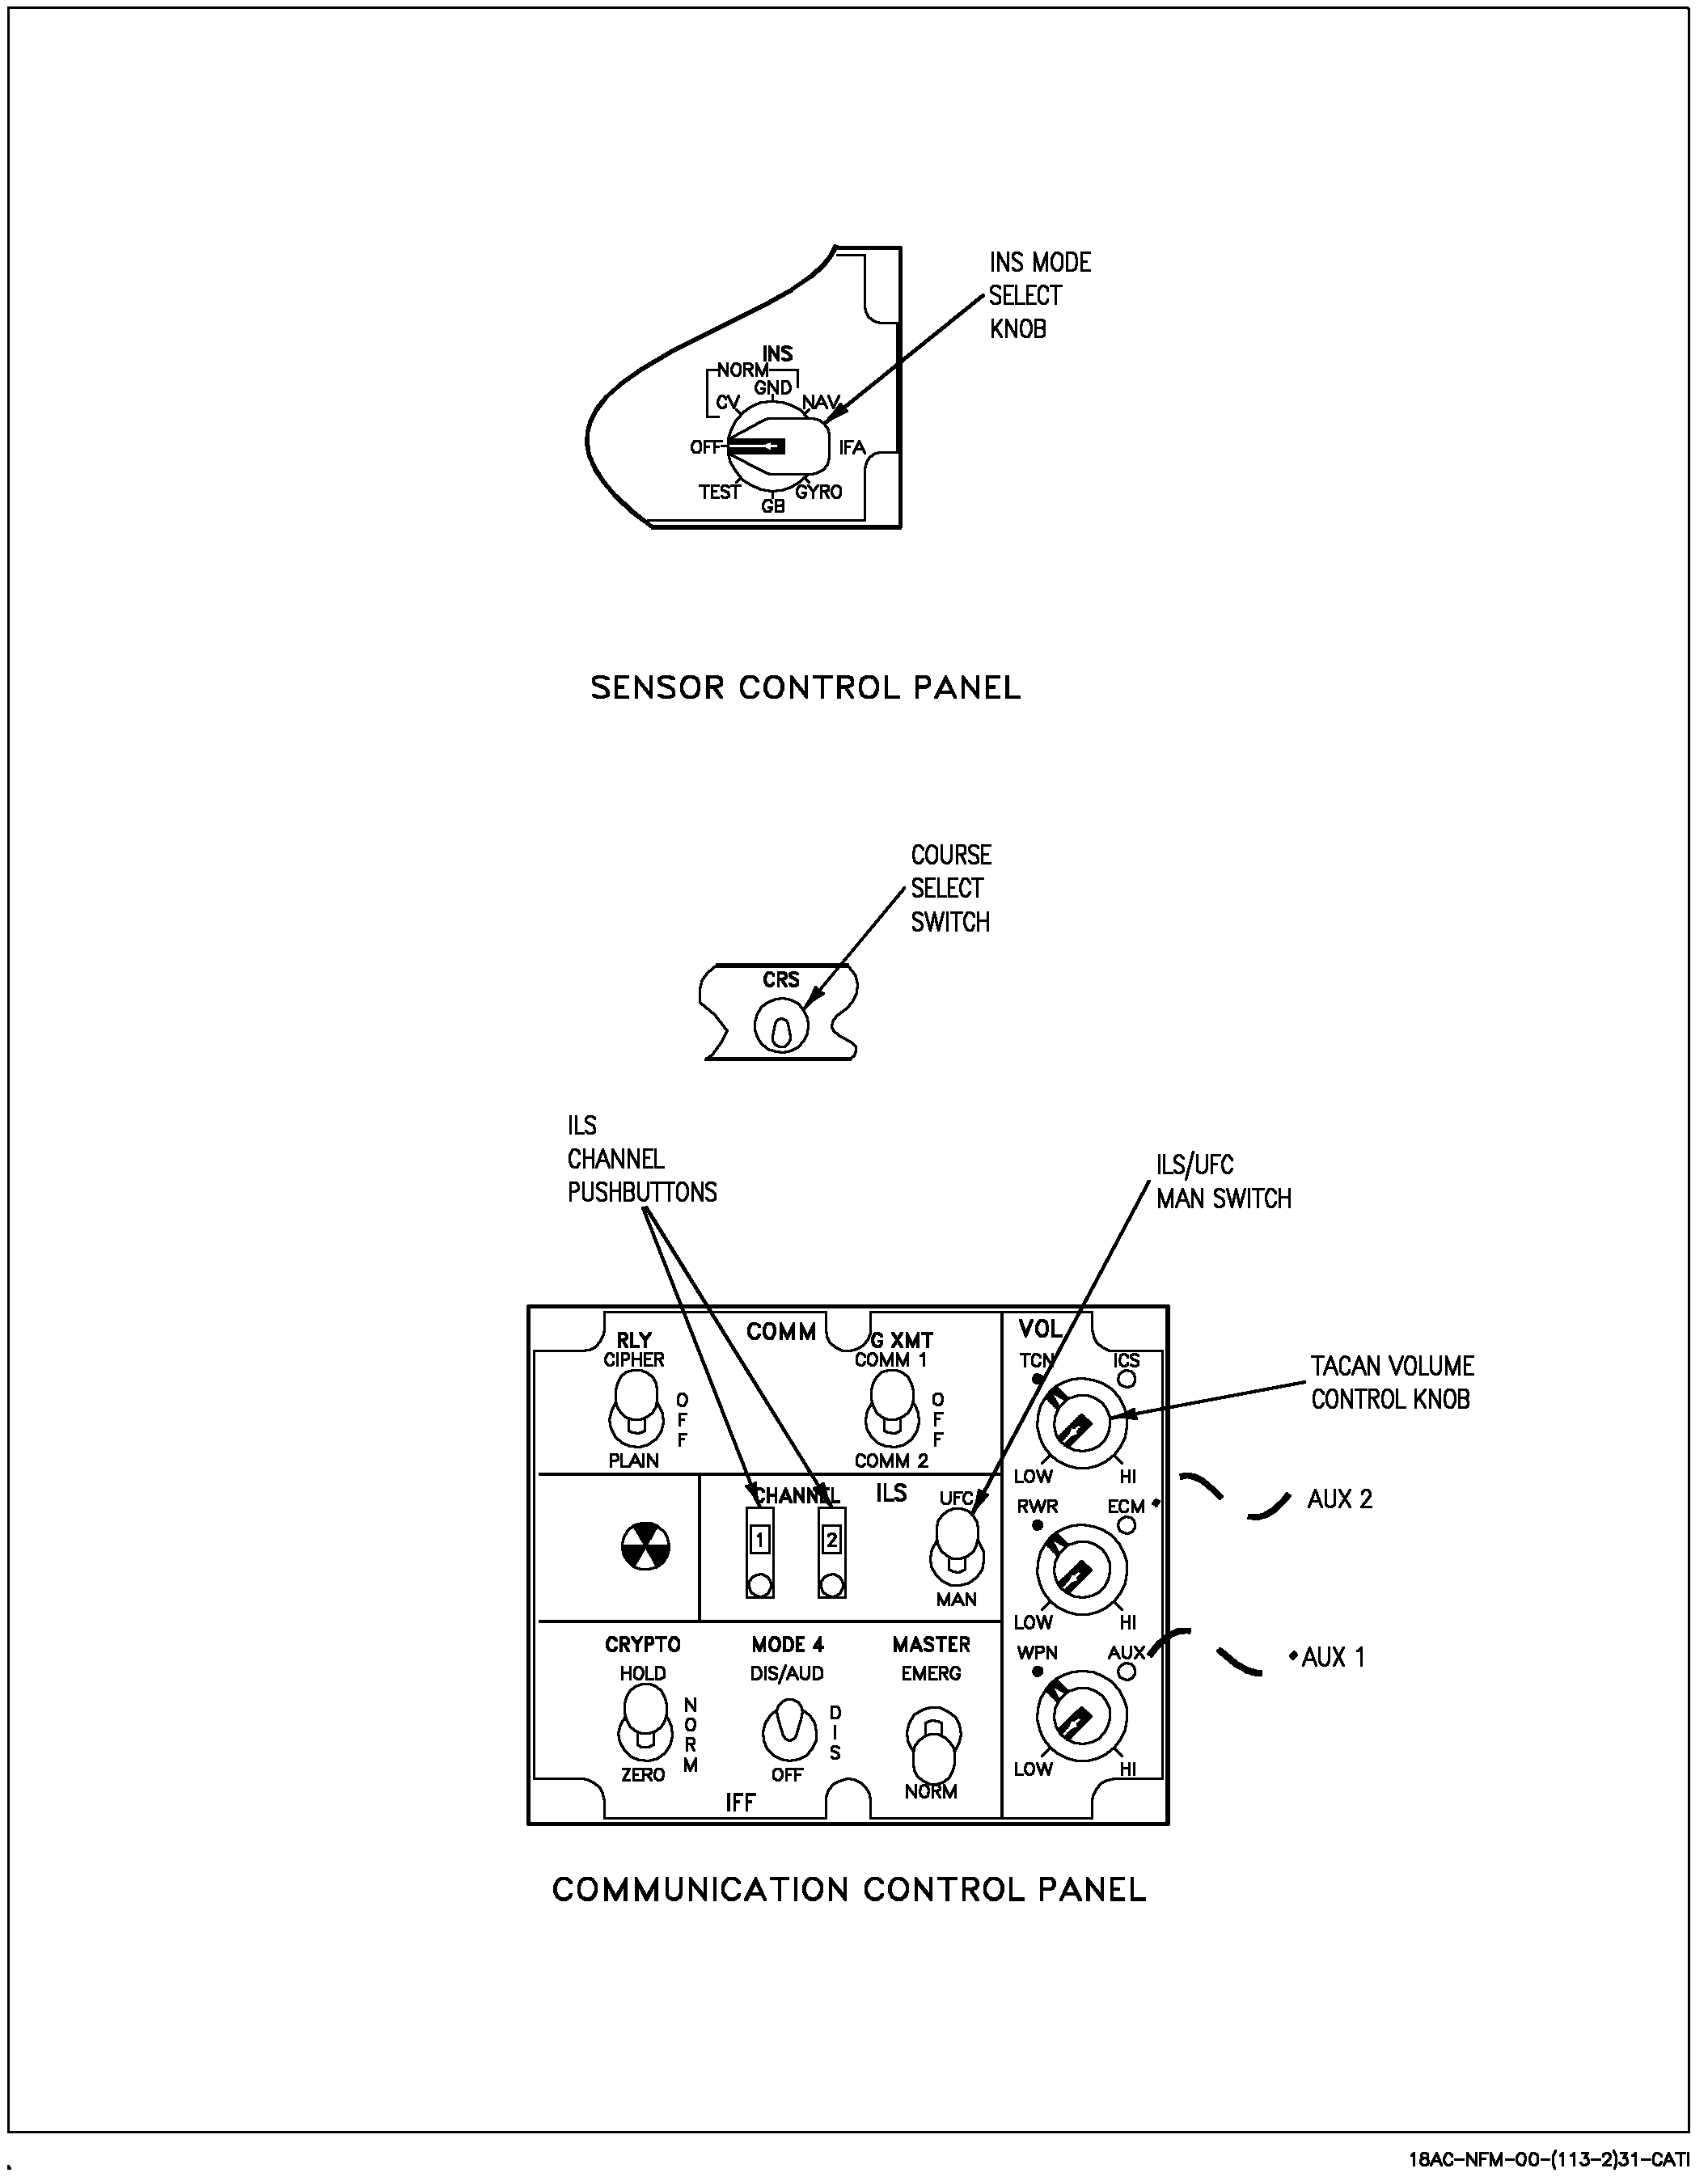 INS MODE
SELECT
KNOB
INS
NORM
GND
CV
NAV
OFF
IFA
TEST
GYRO
GB
SENSOR CONTROL PANEL
COURSE
SELECT
SWITCH
CRS
ILS
CHANNEL
PUSHBUTTONS
ILS/UFC
MAN SWITCH
COMM
VOL
RLY
CIPHER
OFF
PLAIN
G XMT
COMM 1
OFF
COMM 2
TCN
ICS
LOW
HI
TACAN VOLUME
CONTROL KNOB
CHANNEL
ILS
1
2
UFC
MAN
RWR
ECM
LOW
HI
AUX 2
CRYPTO
HOLD
NORM
ZERO
MODE 4
DIS/AUD
DIS
OFF
MASTER
EMERG
NORM
WPN
AUX
LOW
HI
AUX 1
IFF
COMMUNICATION CONTROL PANEL
18AC-NFM-00-(113-2)31-CATI